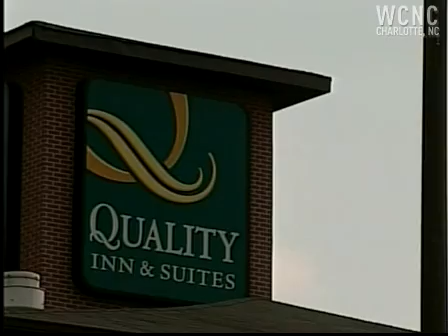 WCNC
CHARLOTTE, NC
QUALITY
INN & SUITES